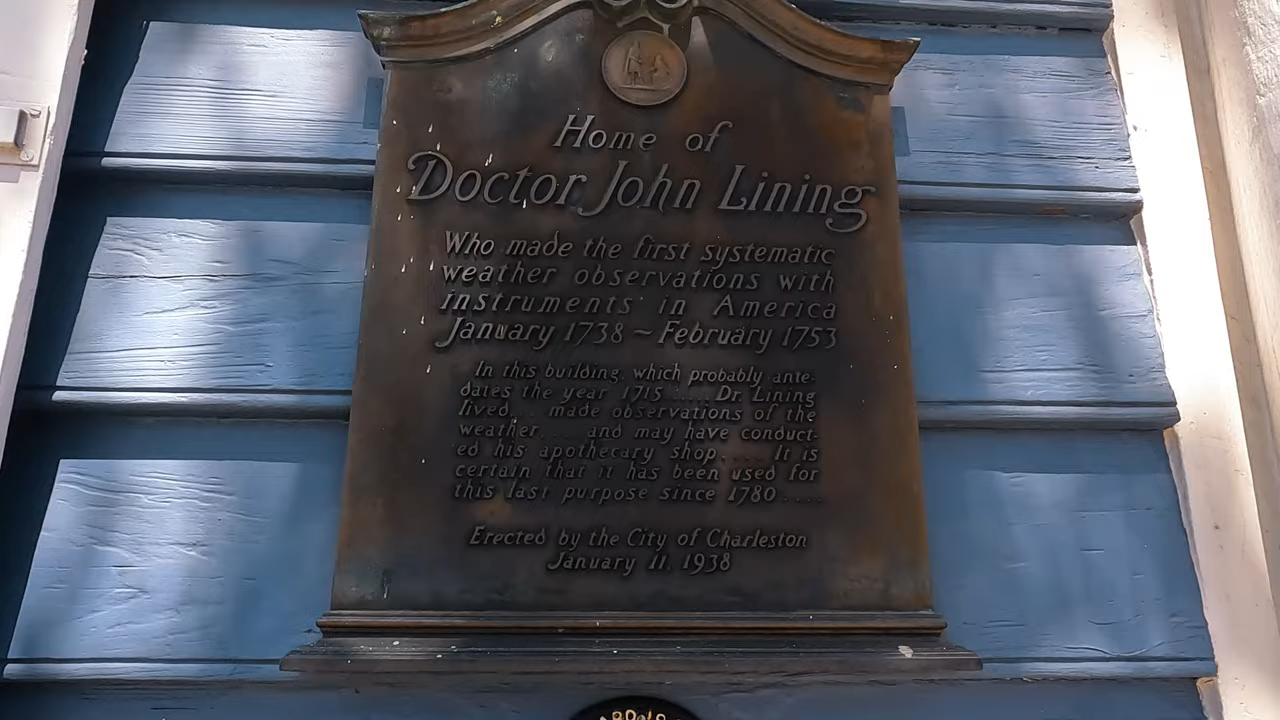 Home of
Doctor John Lining
Who made the first systematic
weather observations with
instruments in America
January 1738 ~ February 1753
In this building, which probably ante-
dates the year 1715 ..... Dr. Lining
lived... made observations of the
weather.... and may have conduct-
ed his apothecary shop..... It is
certain that it has been used for
this last purpose since 1780 ....
Erected by the City of Charleston
January 11, 1938